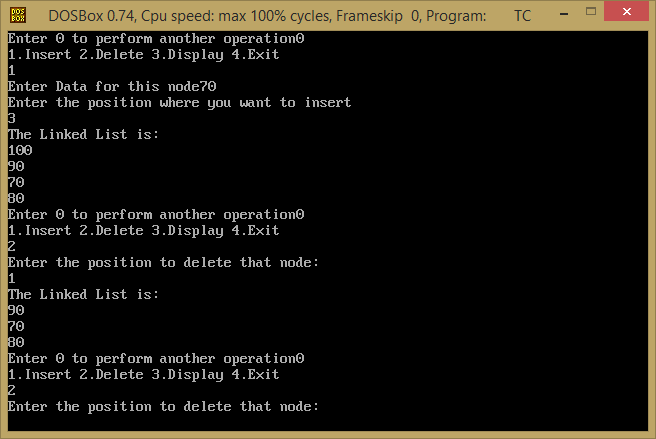 DOS
BOX
DOSBox 0.74, Cpu speed: max 100% cycles, Frameskip 0, Program: TC
Enter 0 to perform another operation0
1.Insert 2.Delete 3.Display 4.Exit
1
Enter Data for this node70
Enter the position where you want to insert
3
The Linked List is:
100
90
70
80
Enter 0 to perform another operation0
1.Insert 2.Delete 3.Display 4.Exit
2
Enter the position to delete that node:
1
The Linked List is:
90
70
80
Enter 0 to perform another operation0
1.Insert 2.Delete 3.Display 4.Exit
2
Enter the position to delete that node: